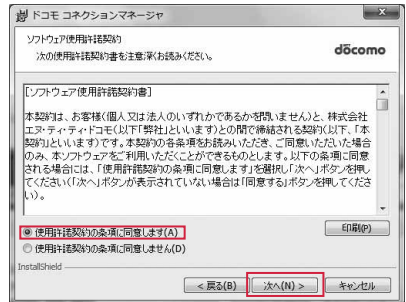 ドコモ コネクションマネージャ
ソフトウェア使用許諾契約
次の使用許諾契約書を注意深くお読みください。
döcomo
[ソフトウェア使用許諾契約書]
本契約は、お客様(個人又は法人のいずれかであるかを問いません)と、株式会社
エヌ・ティ・ティ・ドコモ(以下「弊社」といいます)との間で締結される契約(以下、「本
契約」といいます)です。本契約の各条項をお読みいただき、ご同意いただいた場合
のみ、本ソフトウェアをご利用いただくことができるものとします。以下の条項に同意
される場合には、「使用許諾契約の条項に同意します」を選択し「次へ」ボタンを押し
てください(「次へ」ボタンが表示されていない場合は「同意する」ボタンを押してくださ
い)。
使用許諾契約の条項に同意します(A)
印刷(P)
使用許諾契約の条項に同意しません(D)
InstallShield
< 戻る(B) 次へ(N) > キャンセル